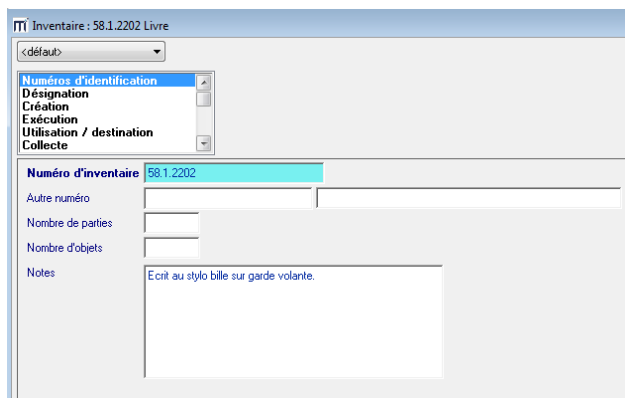 Inventaire : 58.1.2202 Livre
<défaut>
Numéros d'identification
Désignation
Création
Exécution
Utilisation / destination
Collecte
Numéro d'inventaire 58.1.2202
Autre numéro
Nombre de parties
Nombre d'objets
Notes Ecrit au stylo bille sur garde volante.